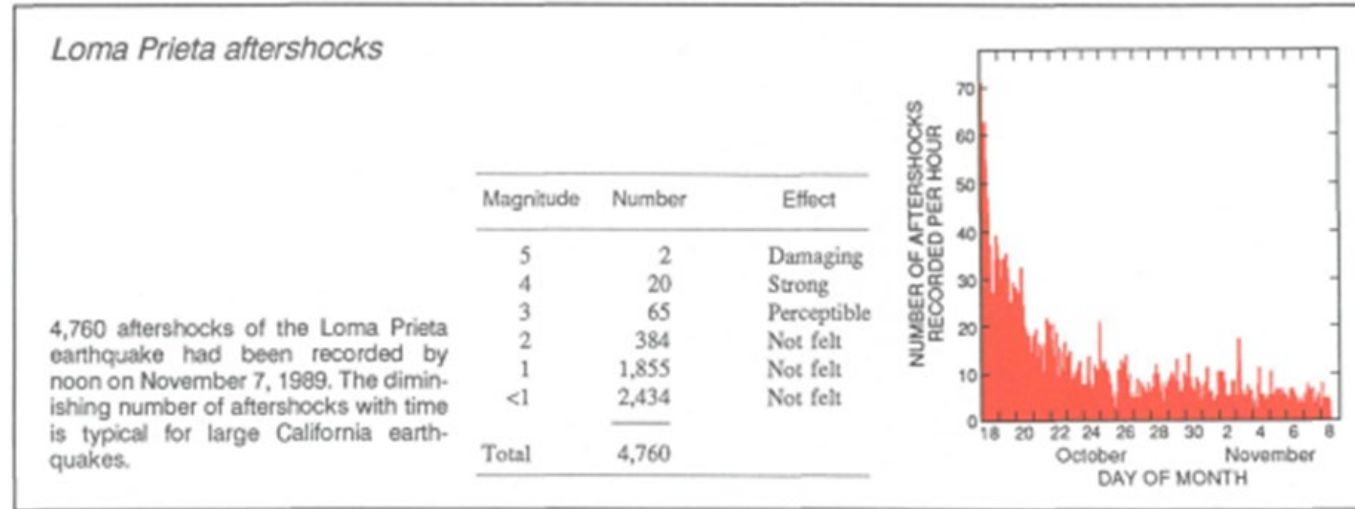 Loma Prieta aftershocks
4,760 aftershocks of the Loma Prieta
earthquake had been recorded by
noon on November 7, 1989. The dimin-
ishing number of aftershocks with time
is typical for large California earth-
quakes.
Magnitude Number Effect
5 2 Damaging
4 20 Strong
3 65 Perceptible
2 384 Not felt
1 1,855 Not felt
<1 2,434 Not felt
Total 4,760
NUMBER OF AFTERSHOCKS
RECORDED PER HOUR
70
60
50
40
30
20
10
0
18 20 22 24 26 28 30 2 4 6 8
October November
DAY OF MONTH